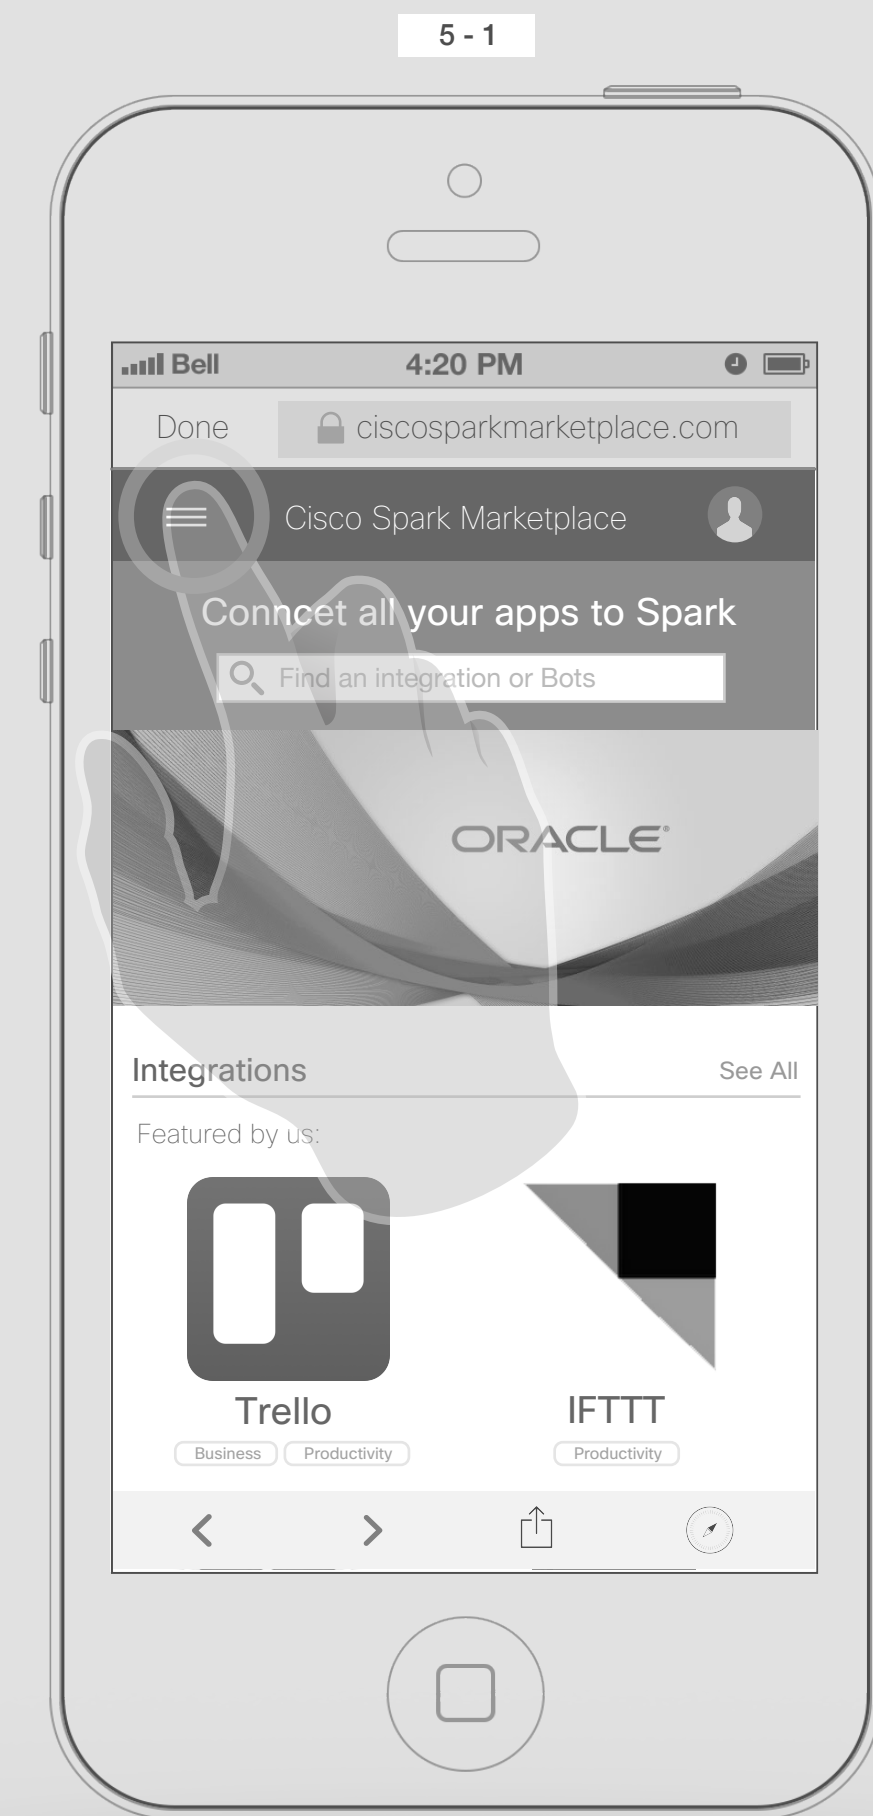 5 - 1
Bell 4:20 PM
Done ciscosparkmarketplace.com
Cisco Spark Marketplace
Conncet all your apps to Spark
Find an integration or Bots
ORACLE®
Integrations See All
Featured by us:
Trello IFTTT
Business Productivity Productivity